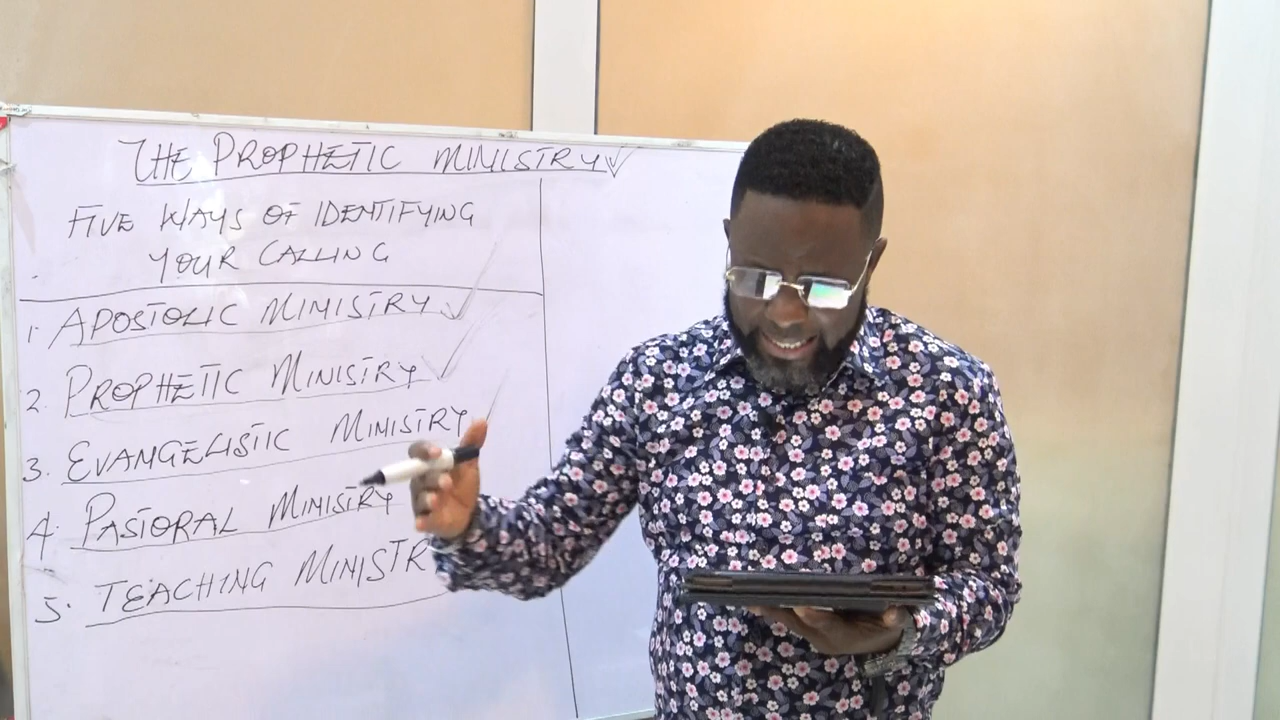 THE PROPHETIC MINISTRY
FIVE WAYS OF IDENTIFYING
YOUR CALLING
1. APOSTOLIC MINISTRY
2. PROPHETIC MINISTRY
3. EVANGELISTIC MINISTRY
4. PASTORAL MINISTRY
5. TEACHING MINISTR